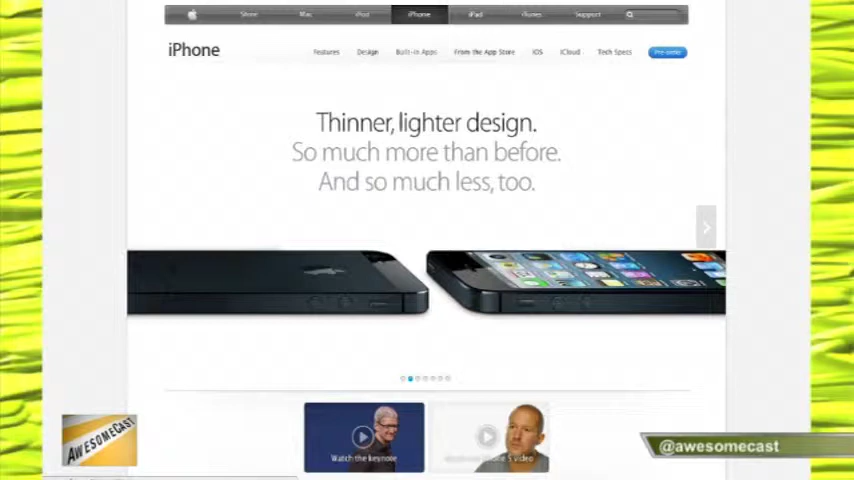 Store Mac iPod iPhone iPad iTunes Support
iPhone
Features Design Built-in Apps From the App Store iOS iCloud Tech Specs Pre-order
Thinner, lighter design.
So much more than before.
And so much less, too.
AWESOMECAST
@awesomecast
Watch the keynote
5 video